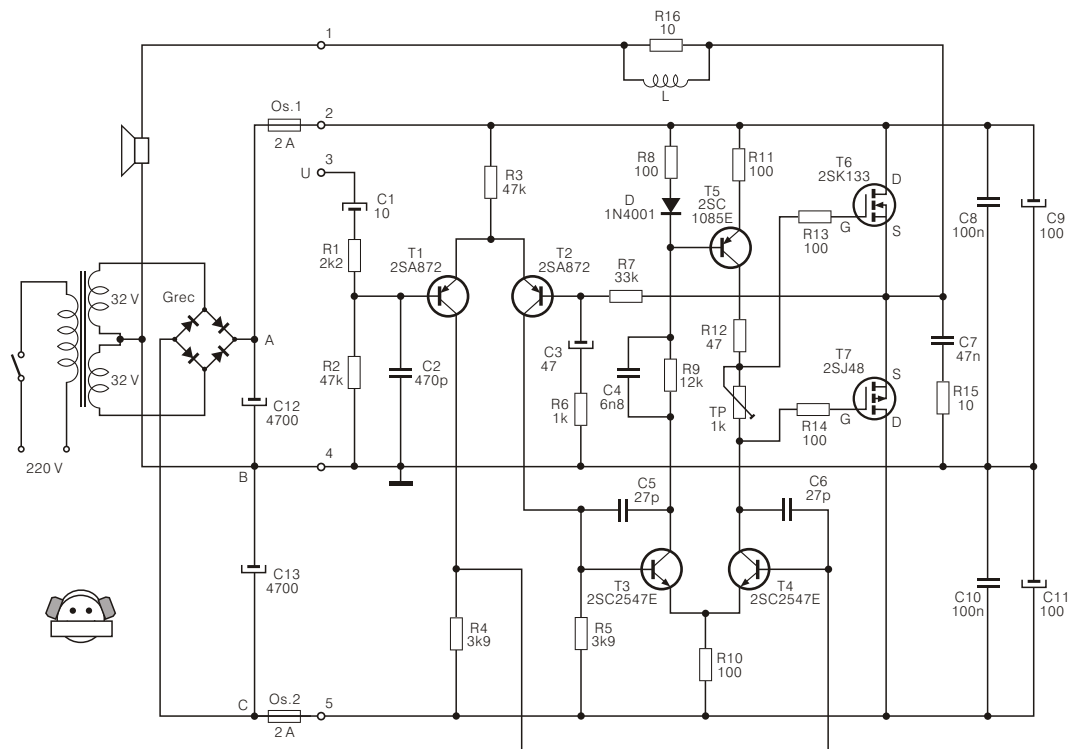 R16
10
1
L
Os.1
2
2 A
3
U
C1
10
R3
47k
R8
100
R11
100
T6
2SK133
D
D
1N4001
T5
2SC
1085E
R13
100
G
S
C8
100n
C9
100
R1
2k2
T1
2SA872
T2
2SA872
R7
33k
32 V
Grec
A
R2
47k
C2
470p
C3
47
R12
47
T7
2SJ48
S
C7
47n
32 V
C12
4700
R6
1k
C4
6n8
R9
12k
TP
1k
R14
100
G
D
R15
10
220 V
B
4
C5
27p
C6
27p
C13
4700
T3
2SC2547E
T4
2SC2547E
C10
100n
C11
100
R4
3k9
R5
3k9
R10
100
C
Os.2
5
2 A